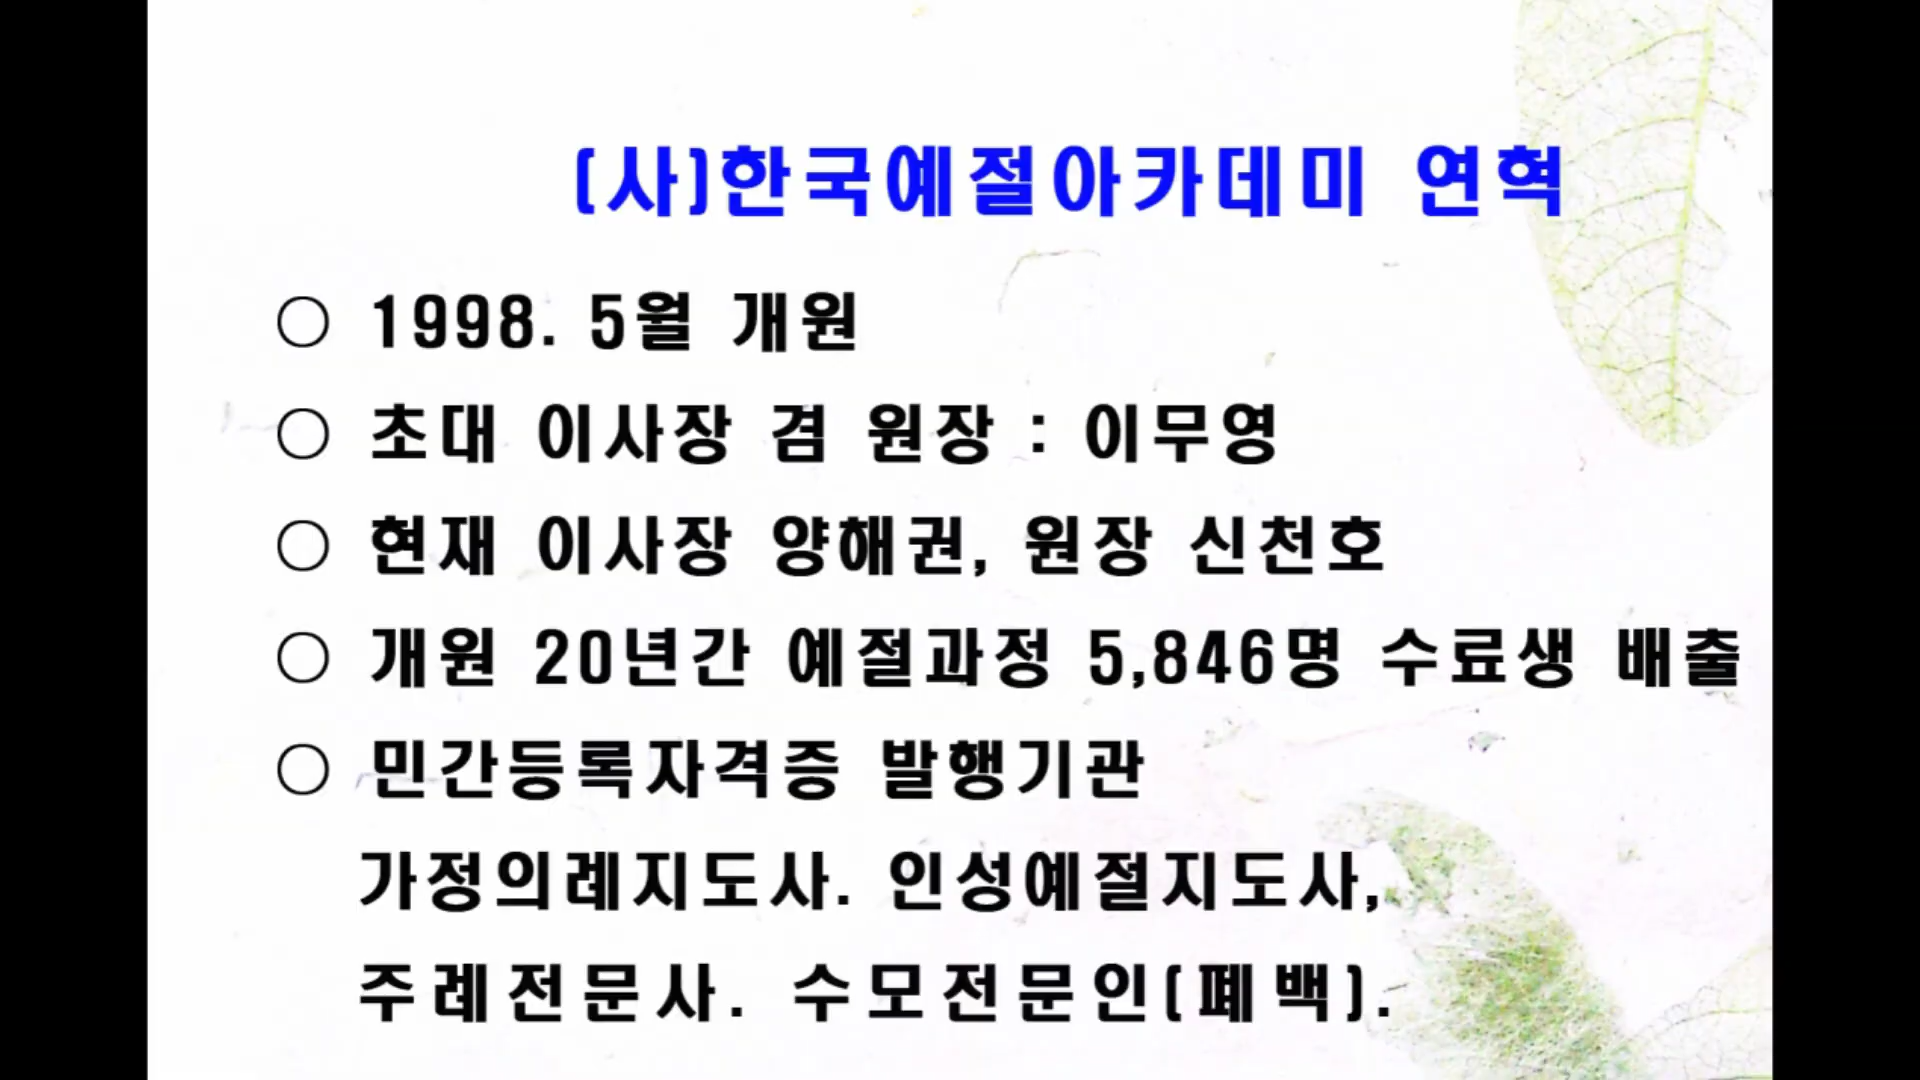 (사)한국예절아카데미 연혁
○ 1998. 5월 개원
○ 초대 이사장 겸 원장 : 이무영
○ 현재 이사장 양해권, 원장 신천호
○ 개원 20년간 예절과정 5,846명 수료생 배출
○ 민간등록자격증 발행기관
가정의례지도사. 인성예절지도사,
주례전문사. 수모전문인(폐백).